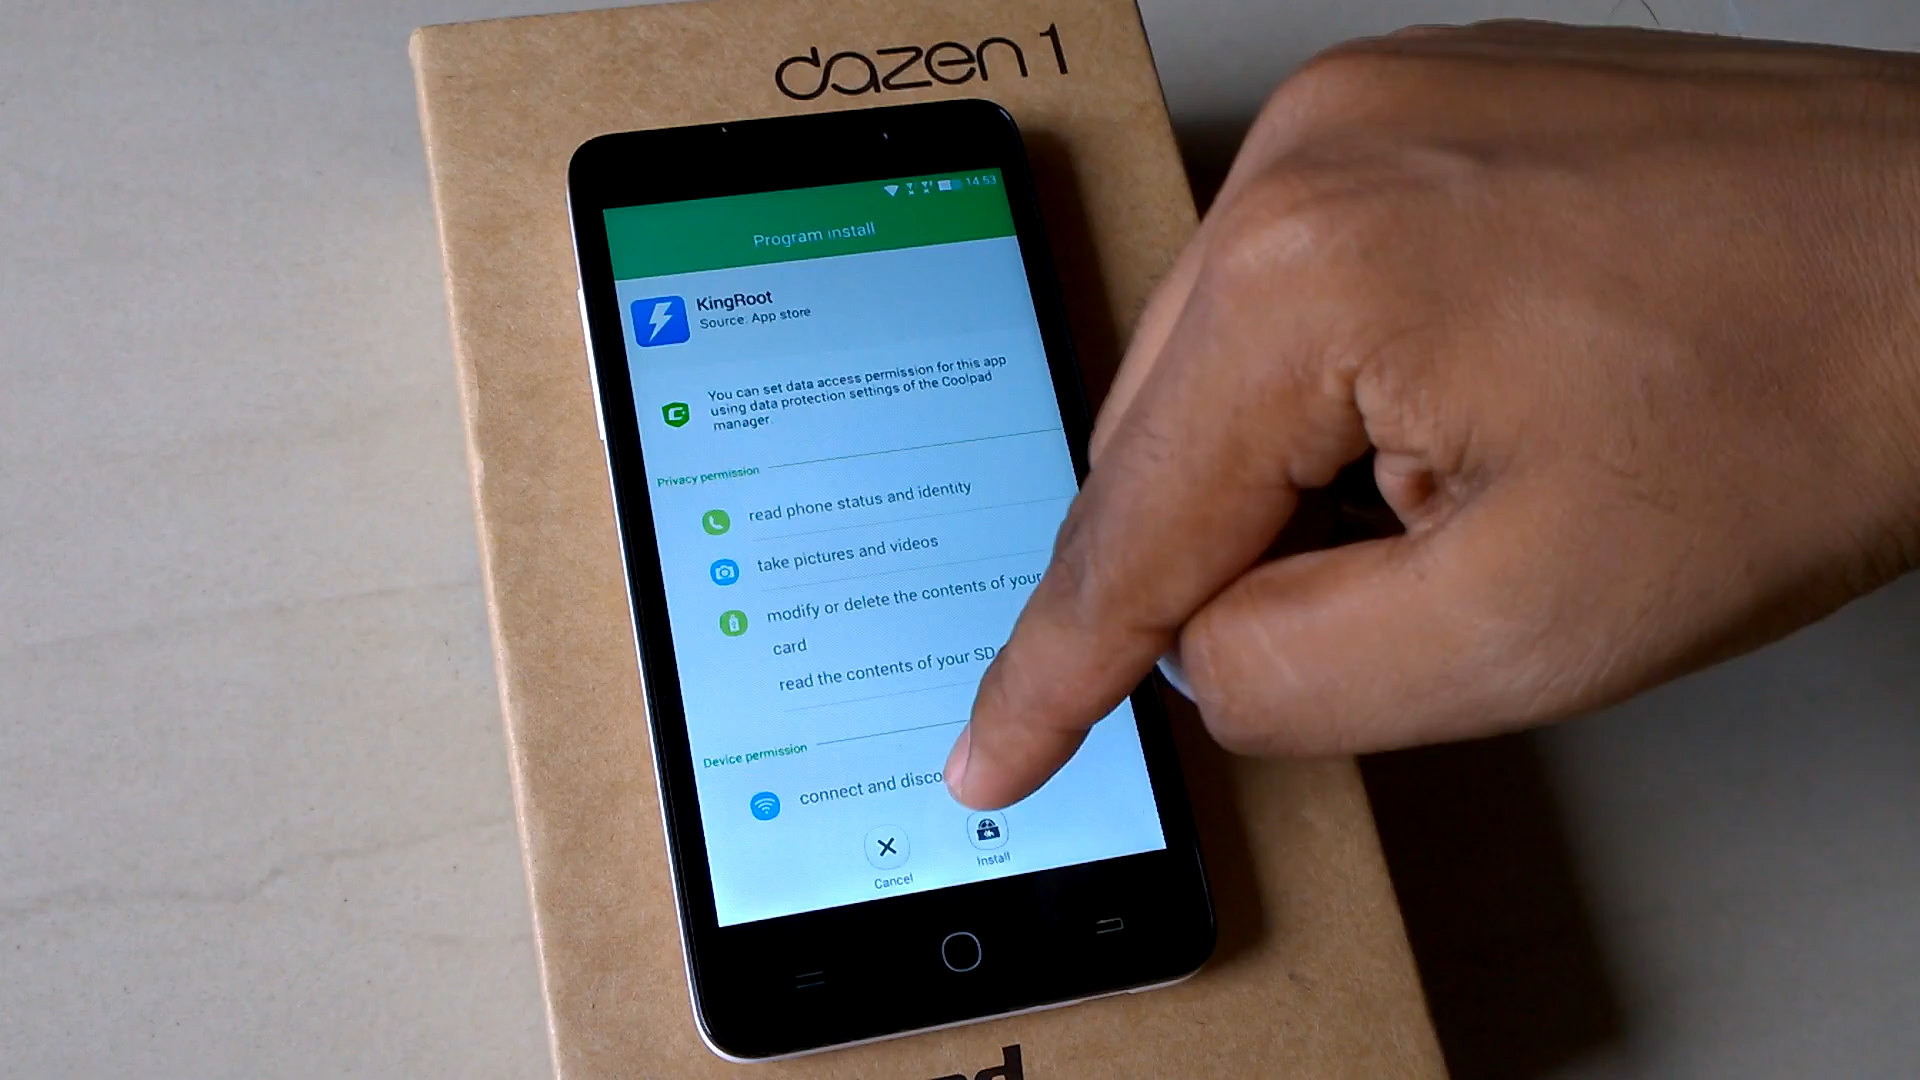 dazen 1
14:53
Program install
KingRoot
Source: App store
You can set data access permission for this app
using data protection settings of the Coolpad
manager.
Privacy permission
read phone status and identity
take pictures and videos
modify or delete the contents of your
card
read the contents of your SD
Device permission
connect and disco
Cancel
Install